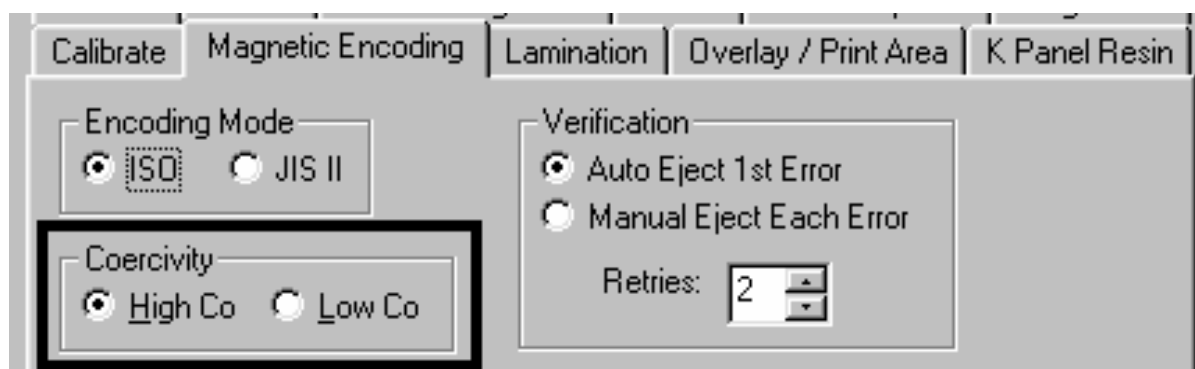 Calibrate Magnetic Encoding Lamination Overlay / Print Area K Panel Resin
Encoding Mode
ISO JIS II
Coercivity
High Co Low Co
Verification
Auto Eject 1st Error
Manual Eject Each Error
Retries: 2